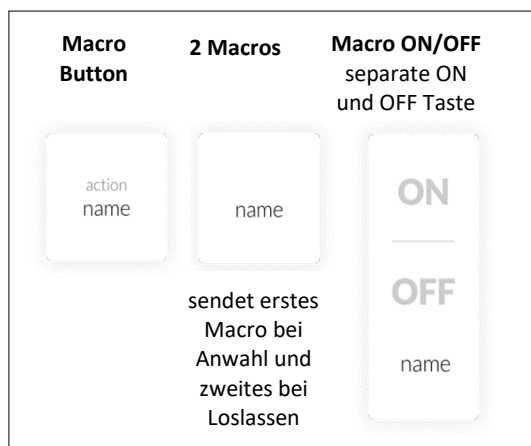 Macro
Button
action
name
2 Macros
name
sendet erstes
Macro bei
Anwahl und
zweites bei
Loslassen
Macro ON/OFF
separate ON
und OFF Taste
ON
OFF
name